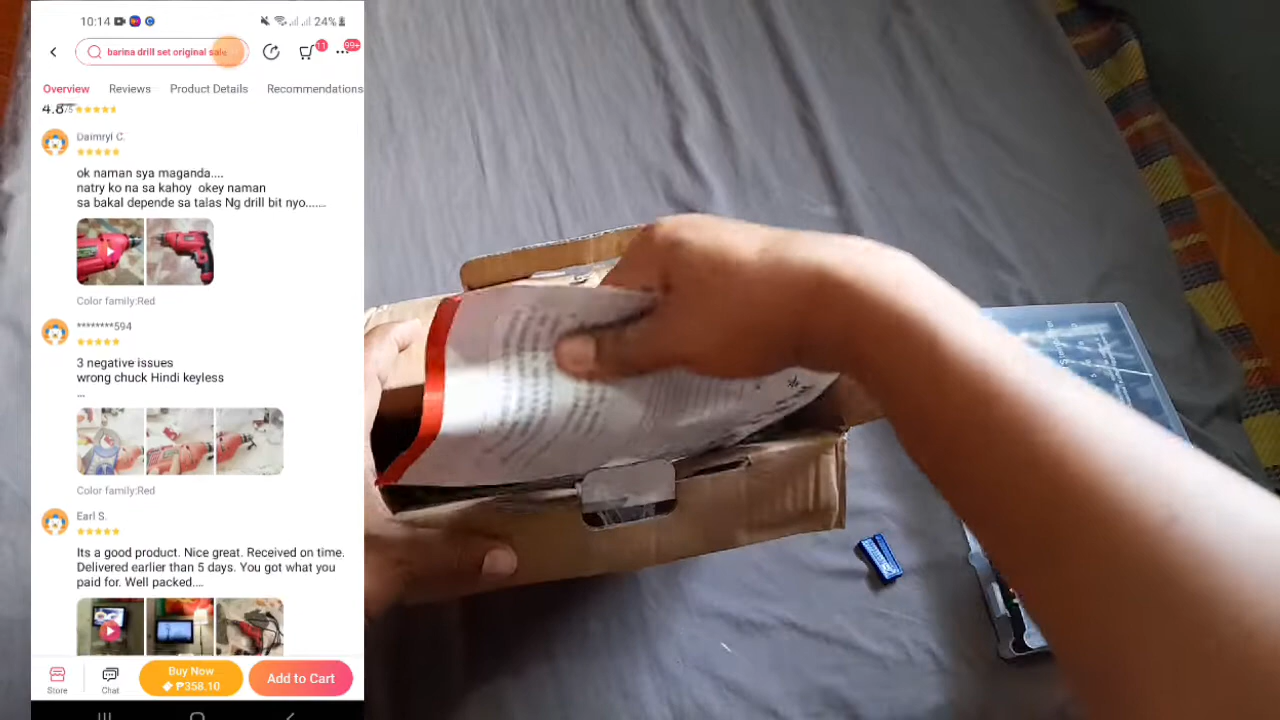 10:14
24%
barina drill set original sale
11
99+
Overview Reviews Product Details Recommendations
4.8/5
Daimryl C.
ok naman sya maganda....
natry ko na sa kahoy okey naman
sa bakal depende sa talas Ng drill bit nyo.......
Color family:Red
********594
3 negative issues
wrong chuck Hindi keyless
...
Color family:Red
Earl S.
Its a good product. Nice great. Received on time.
Delivered earlier than 5 days. You got what you
paid for. Well packed....
Store
Chat
Buy Now
₱358.10
Add to Cart